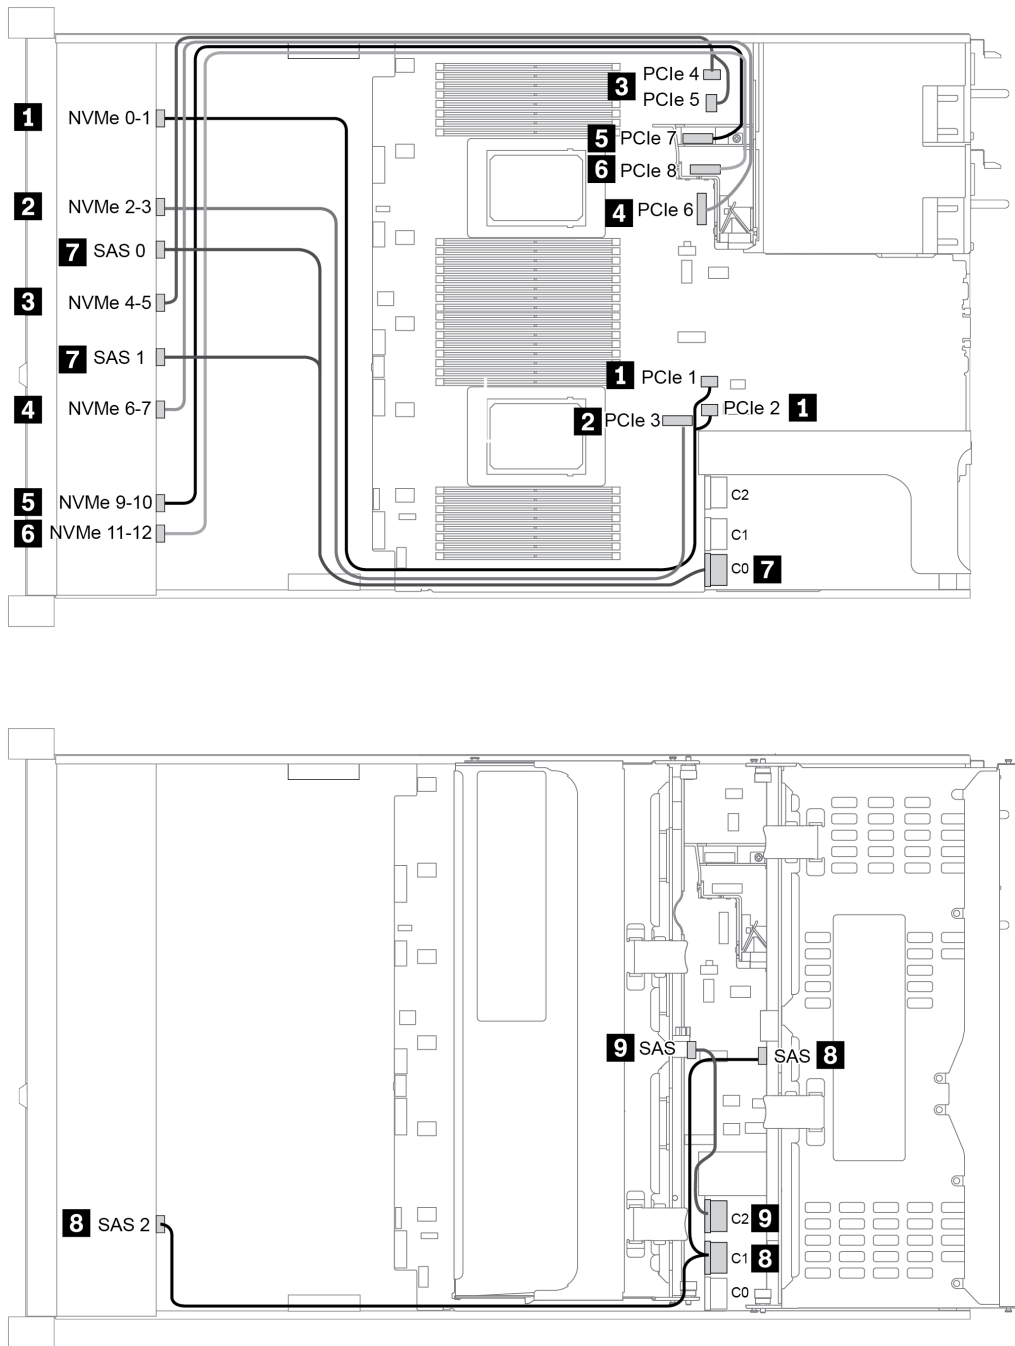 3 PCIe 4
PCIe 5
1 NVMe 0-1
5 PCIe 7
6 PCIe 8
2 NVMe 2-3
4 PCIe 6
7 SAS 0
3 NVMe 4-5
7 SAS 1
1 PCIe 1
4 NVMe 6-7
PCIe 2 1
2 PCIe 3
5 NVMe 9-10
C2
6 NVMe 11-12
C1
C0 7
9 SAS
SAS 8
8 SAS 2
C2 9
C1 8
C0